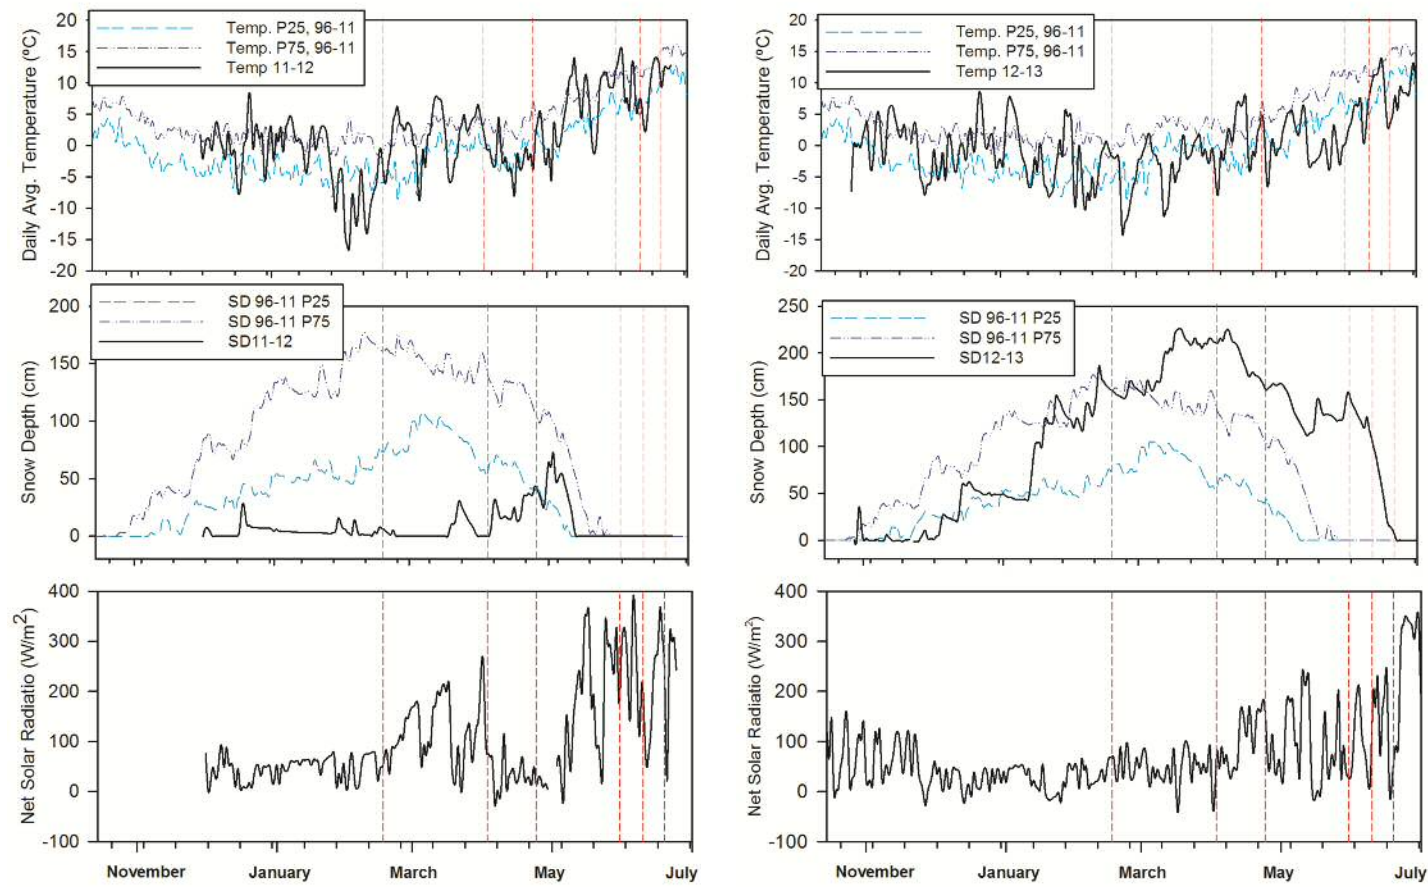 20
15
10
5
0
-5
-10
-15
-20
Daily Avg. Temperature (ºC)
Temp. P25, 96-11
Temp. P75, 96-11
Temp 11-12
20
15
10
5
0
-5
-10
-15
-20
Daily Avg. Temperature (ºC)
Temp. P25, 96-11
Temp. P75, 96-11
Temp 12-13
200
150
100
50
0
Snow Depth (cm)
SD 96-11 P25
SD 96-11 P75
SD11-12
250
200
150
100
50
0
Snow Depth (cm)
SD 96-11 P25
SD 96-11 P75
SD12-13
400
300
200
100
0
-100
Net Solar Radiatio (W/m²)
November January March May July
400
300
200
100
0
-100
Net Solar Radiatio (W/m²)
November January March May July